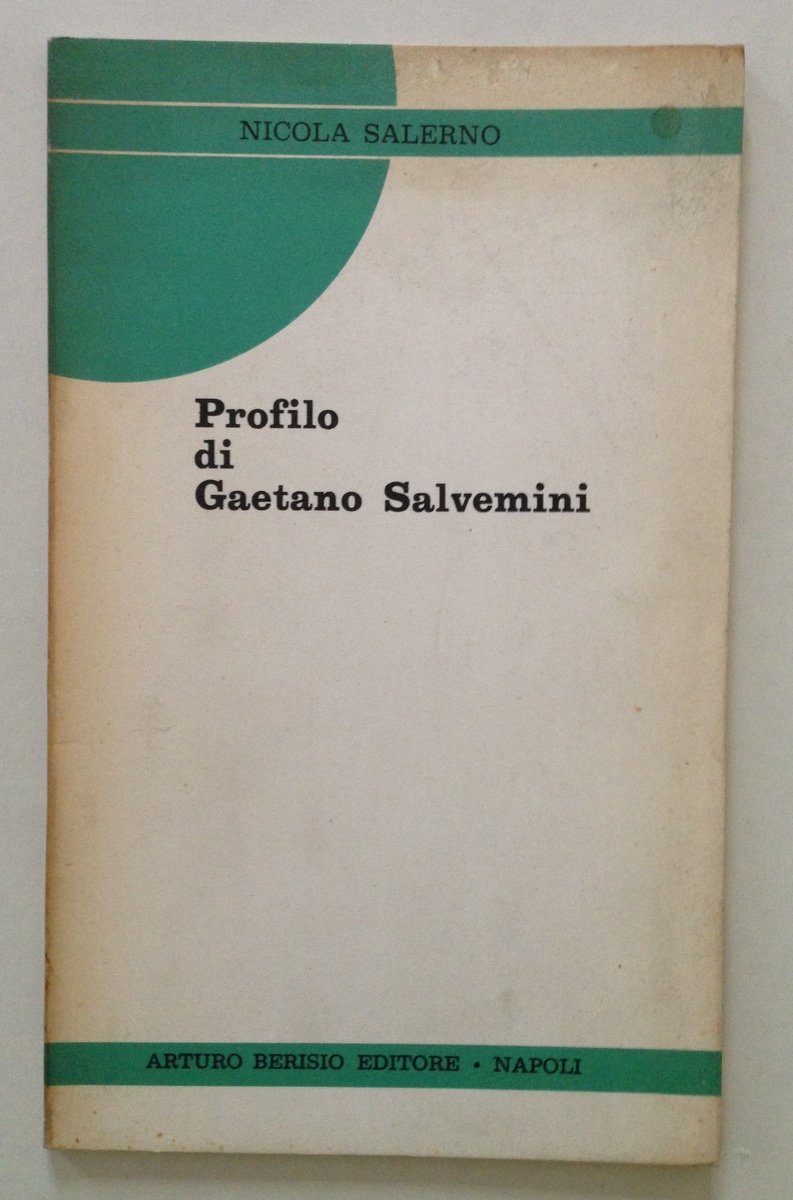 NICOLA SALERNO
Profilo
di
Gaetano Salvemini
ARTURO BERISIO EDITORE • NAPOLI